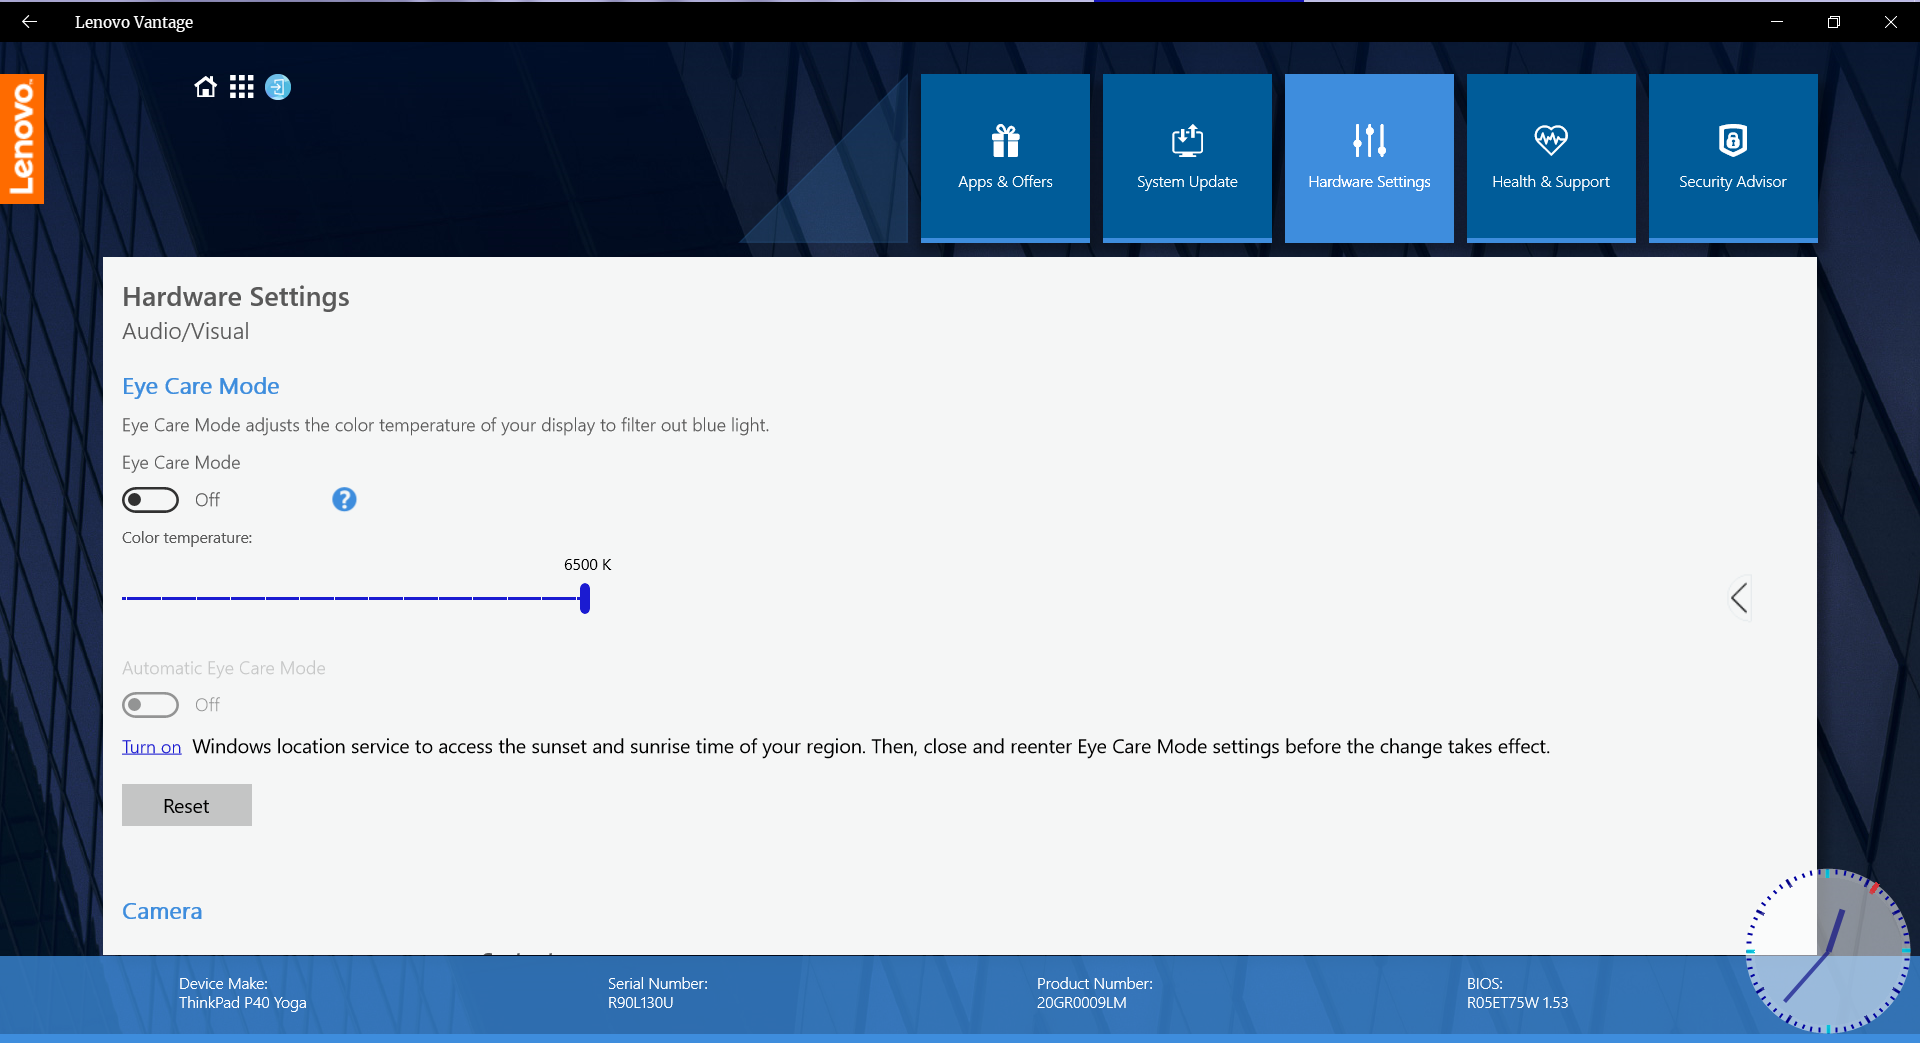 Lenovo Vantage
Lenovo
Apps & Offers
System Update
Hardware Settings
Health & Support
Security Advisor
Hardware Settings
Audio/Visual
Eye Care Mode
Eye Care Mode adjusts the color temperature of your display to filter out blue light.
Eye Care Mode
Off
?
Color temperature:
6500 K
Automatic Eye Care Mode
Off
Turn on Windows location service to access the sunset and sunrise time of your region. Then, close and reenter Eye Care Mode settings before the change takes effect.
Reset
Camera
Device Make:
ThinkPad P40 Yoga
Serial Number:
R90L130U
Product Number:
20GR0009LM
BIOS:
R05ET75W 1.53